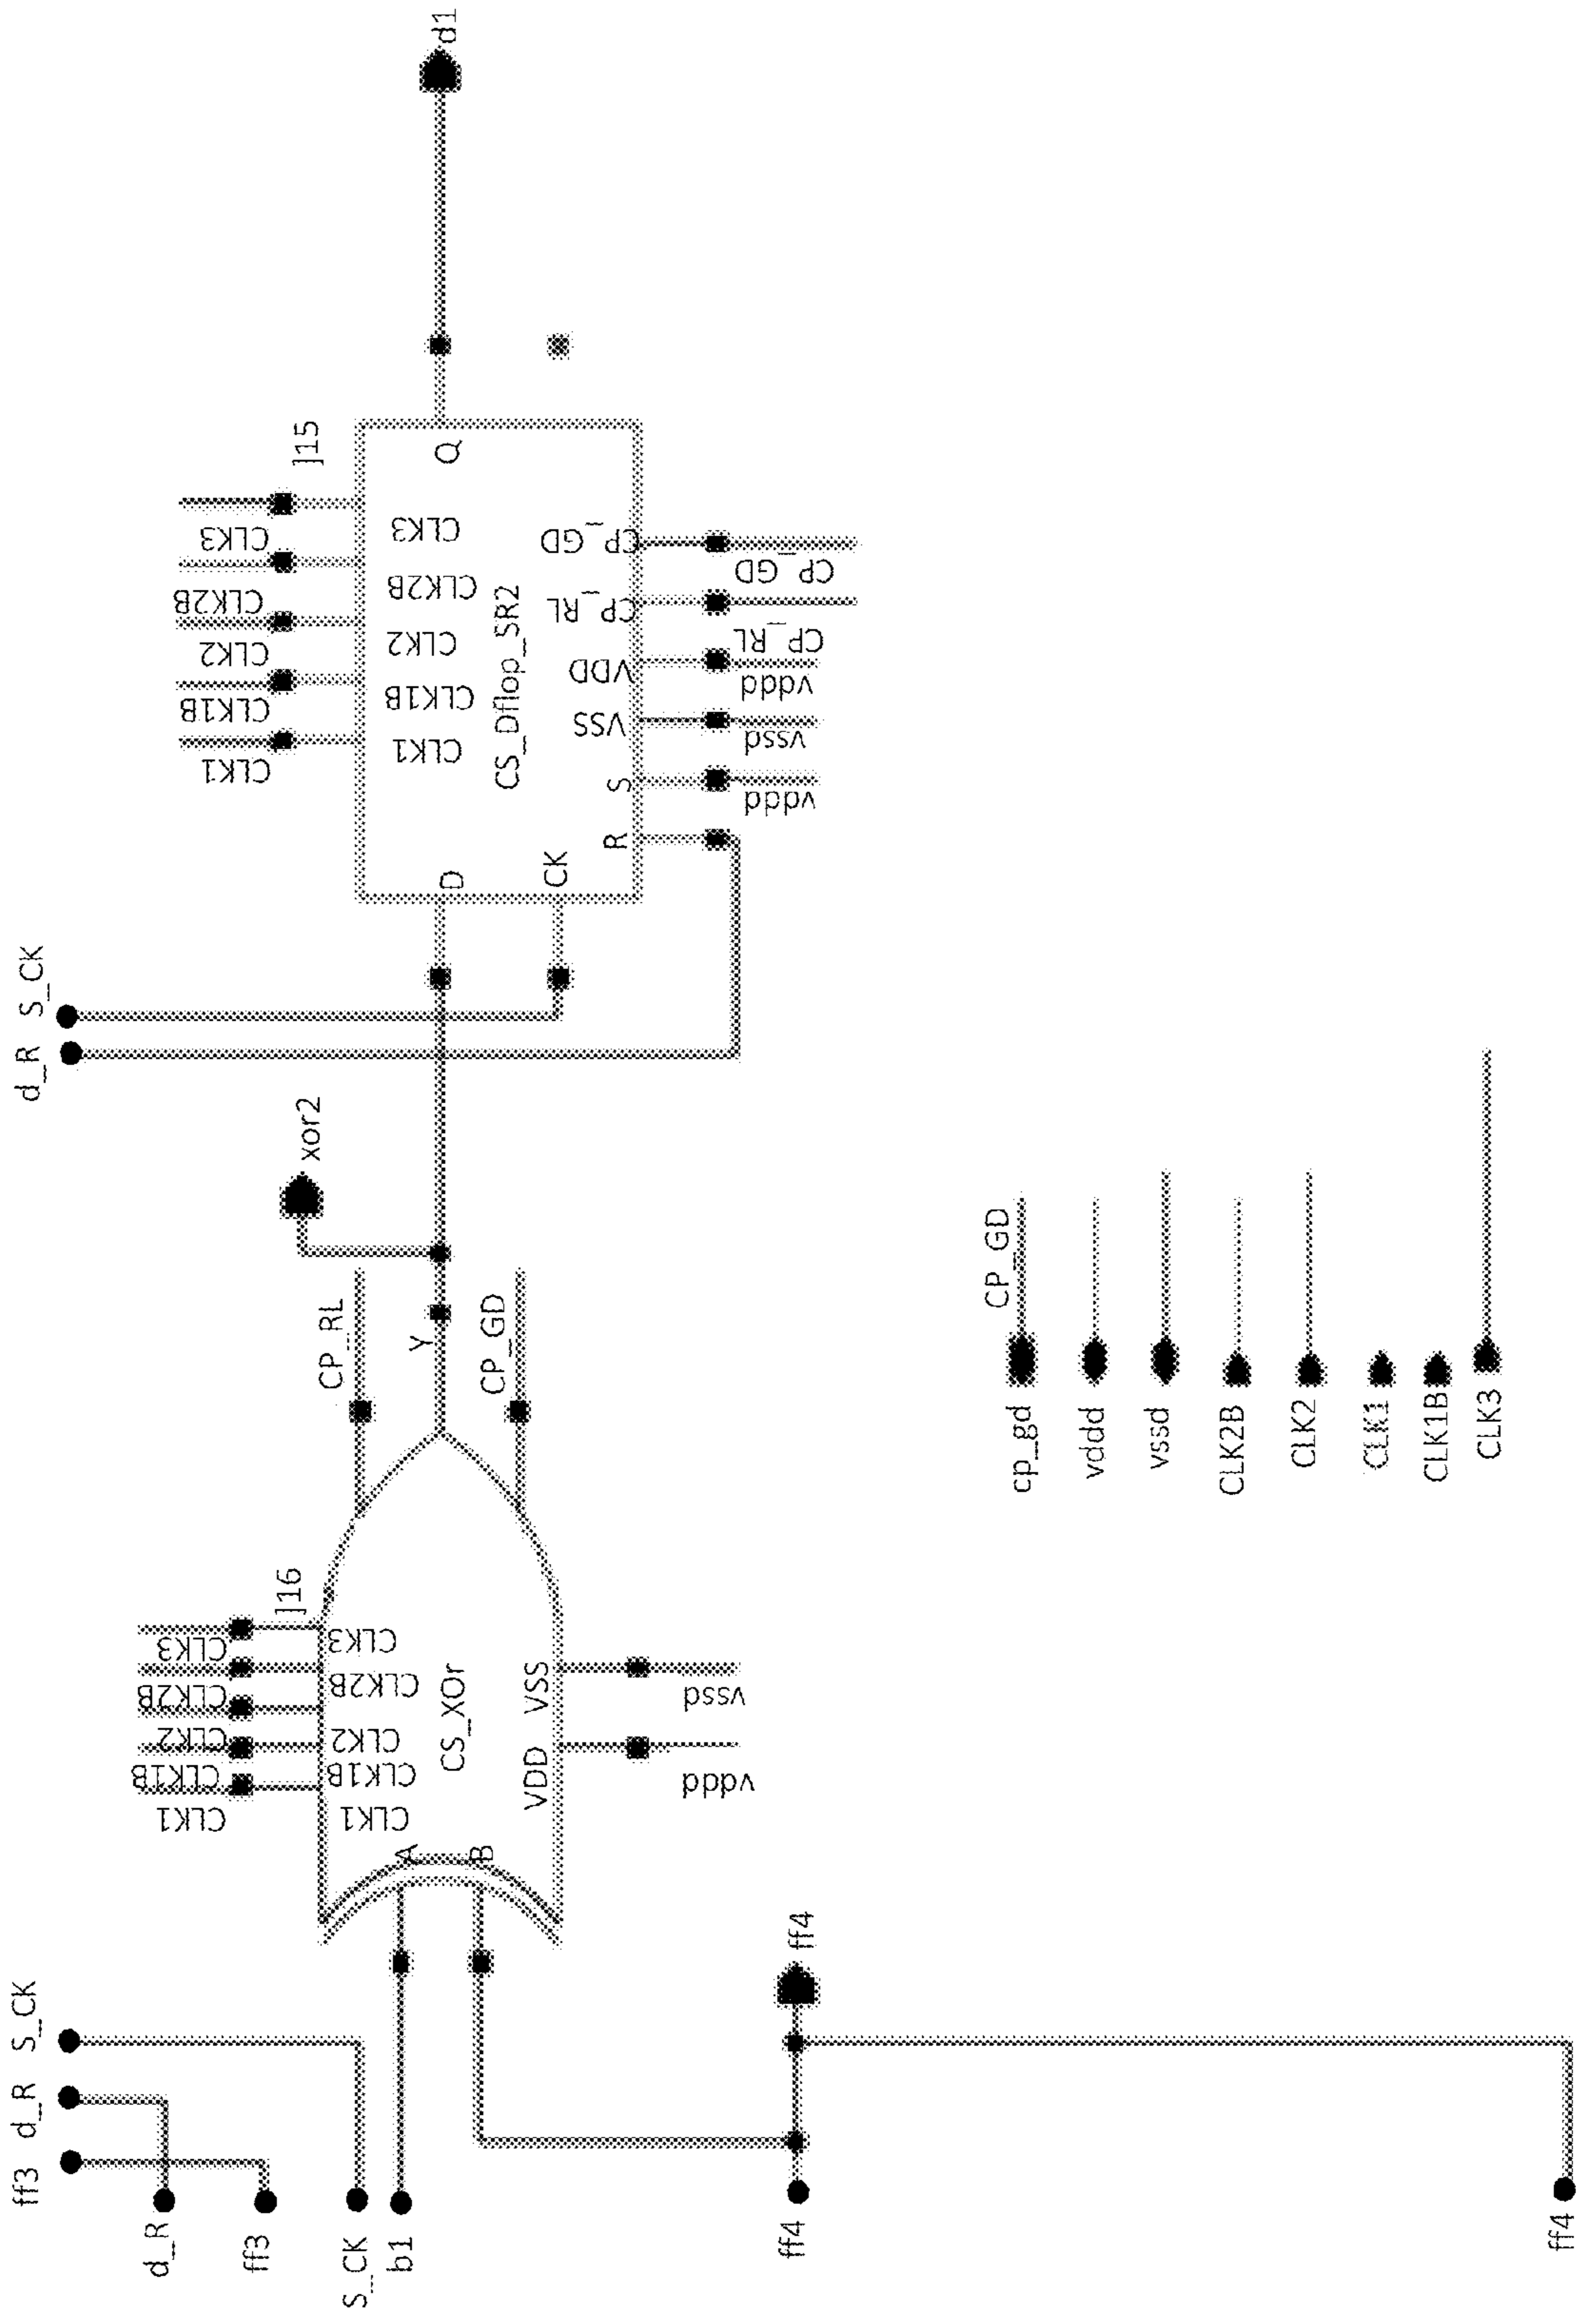 ff3
d_R
S_CK
d_R
S_CK
d_R
ff3
S_CK
b1
ff4
ff4
ff4
CLK1
CLK1B
CLK2
CLK2B
CLK3
]16
CLK1
CLK1B
CLK2
CLK2B
CLK3
CS_XOr
A
B
VDD
VSS
vddd
vssd
CP_RL
Y
CP_GD
xor2
CLK1
CLK1B
CLK2
CLK2B
CLK3
]15
CLK1
CLK1B
CLK2
CLK2B
CLK3
D
Q
CS_Dflop_SR2
CK
R
S
VSS
VDD
CP_RL
CP_GD
vddd
vssd
vddd
CP_RL
CP_GD
d1
cp_gd
CP_GD
vddd
vssd
CLK2B
CLK2
CLK1
CLK1B
CLK3